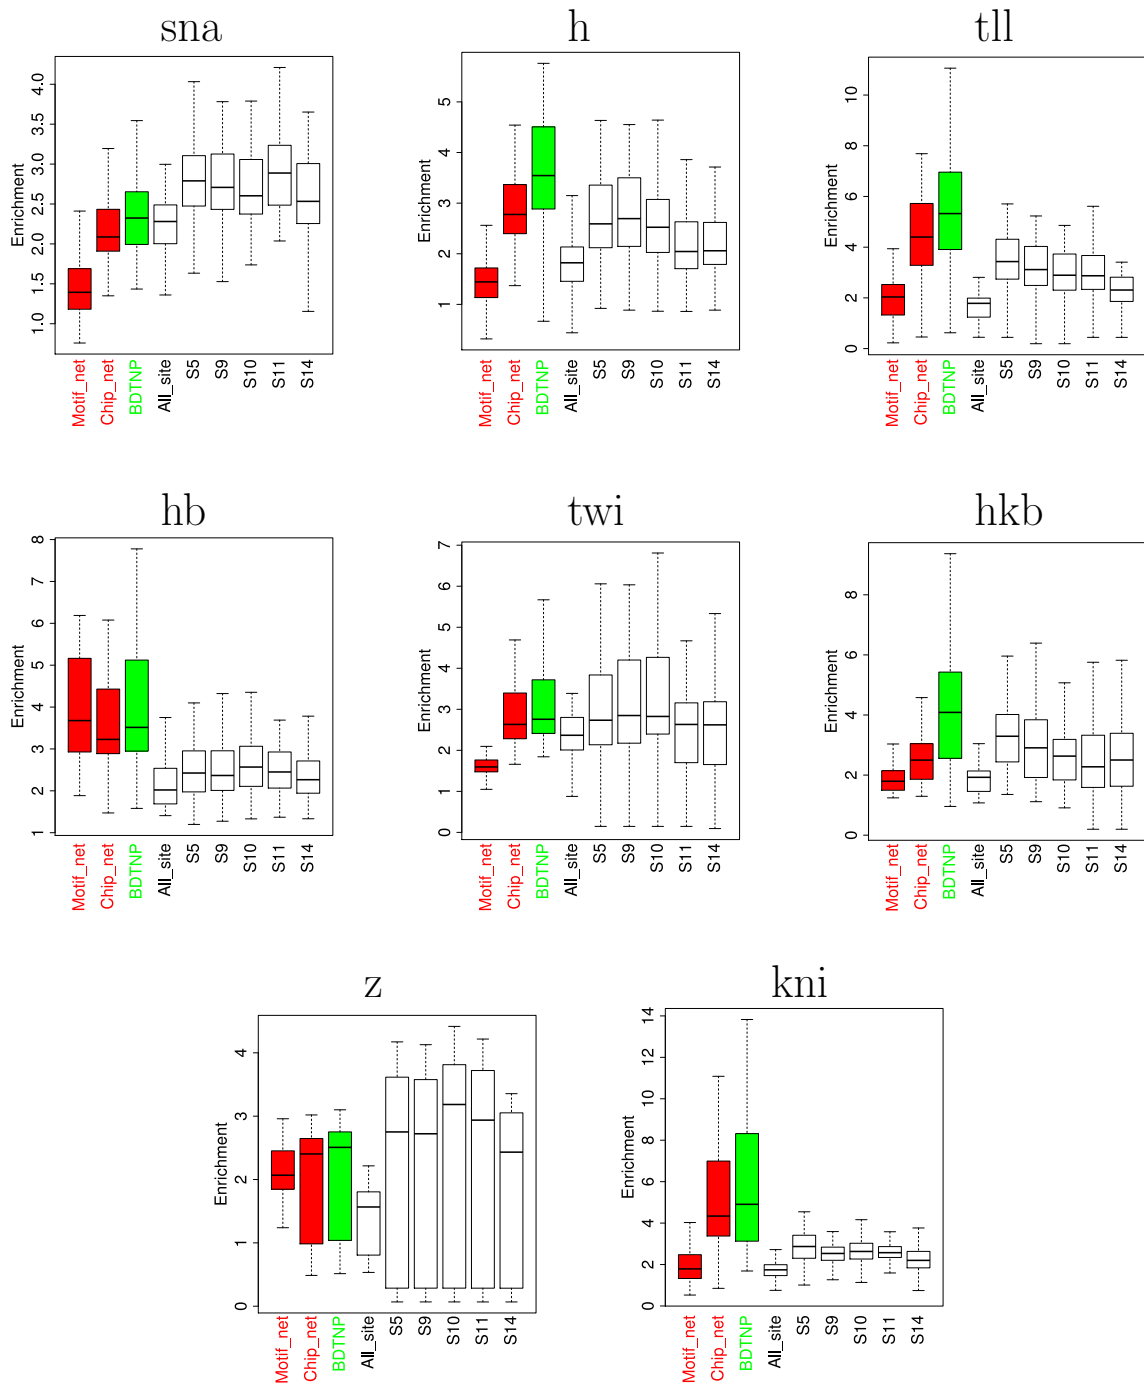 sna
h
tll
Enrichment
1.0 1.5 2.0 2.5 3.0 3.5 4.0
Motif_net Chip_net BDTNP All_site S5 S9 S10 S11 S14
Enrichment
1 2 3 4 5
Motif_net Chip_net BDTNP All_site S5 S9 S10 S11 S14
Enrichment
0 2 4 6 8 10
Motif_net Chip_net BDTNP All_site S5 S9 S10 S11 S14
hb
twi
hkb
Enrichment
1 2 3 4 5 6 7 8
Motif_net Chip_net BDTNP All_site S5 S9 S10 S11 S14
Enrichment
0 1 2 3 4 5 6 7
Motif_net Chip_net BDTNP All_site S5 S9 S10 S11 S14
Enrichment
0 2 4 6 8
Motif_net Chip_net BDTNP All_site S5 S9 S10 S11 S14
z
kni
Enrichment
0 1 2 3 4
Motif_net Chip_net BDTNP All_site S5 S9 S10 S11 S14
Enrichment
0 2 4 6 8 10 12 14
Motif_net Chip_net BDTNP All_site S5 S9 S10 S11 S14